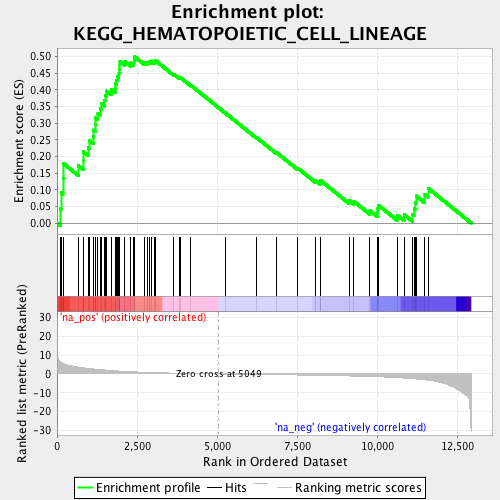 Enrichment plot:
KEGG_HEMATOPOIETIC_CELL_LINEAGE
Enrichment score (ES)
0.50
0.45
0.40
0.35
0.30
0.25
0.20
0.15
0.10
0.05
0.00
'na_pos' (positively correlated)
Ranked list metric (PreRanked)
30
20
10
0
-10
-20
-30
Zero cross at 5049
'na_neg' (negatively correlated)
0
2,500
5,000
7,500
10,000
12,500
Rank in Ordered Dataset
Enrichment profile
Hits
Ranking metric scores